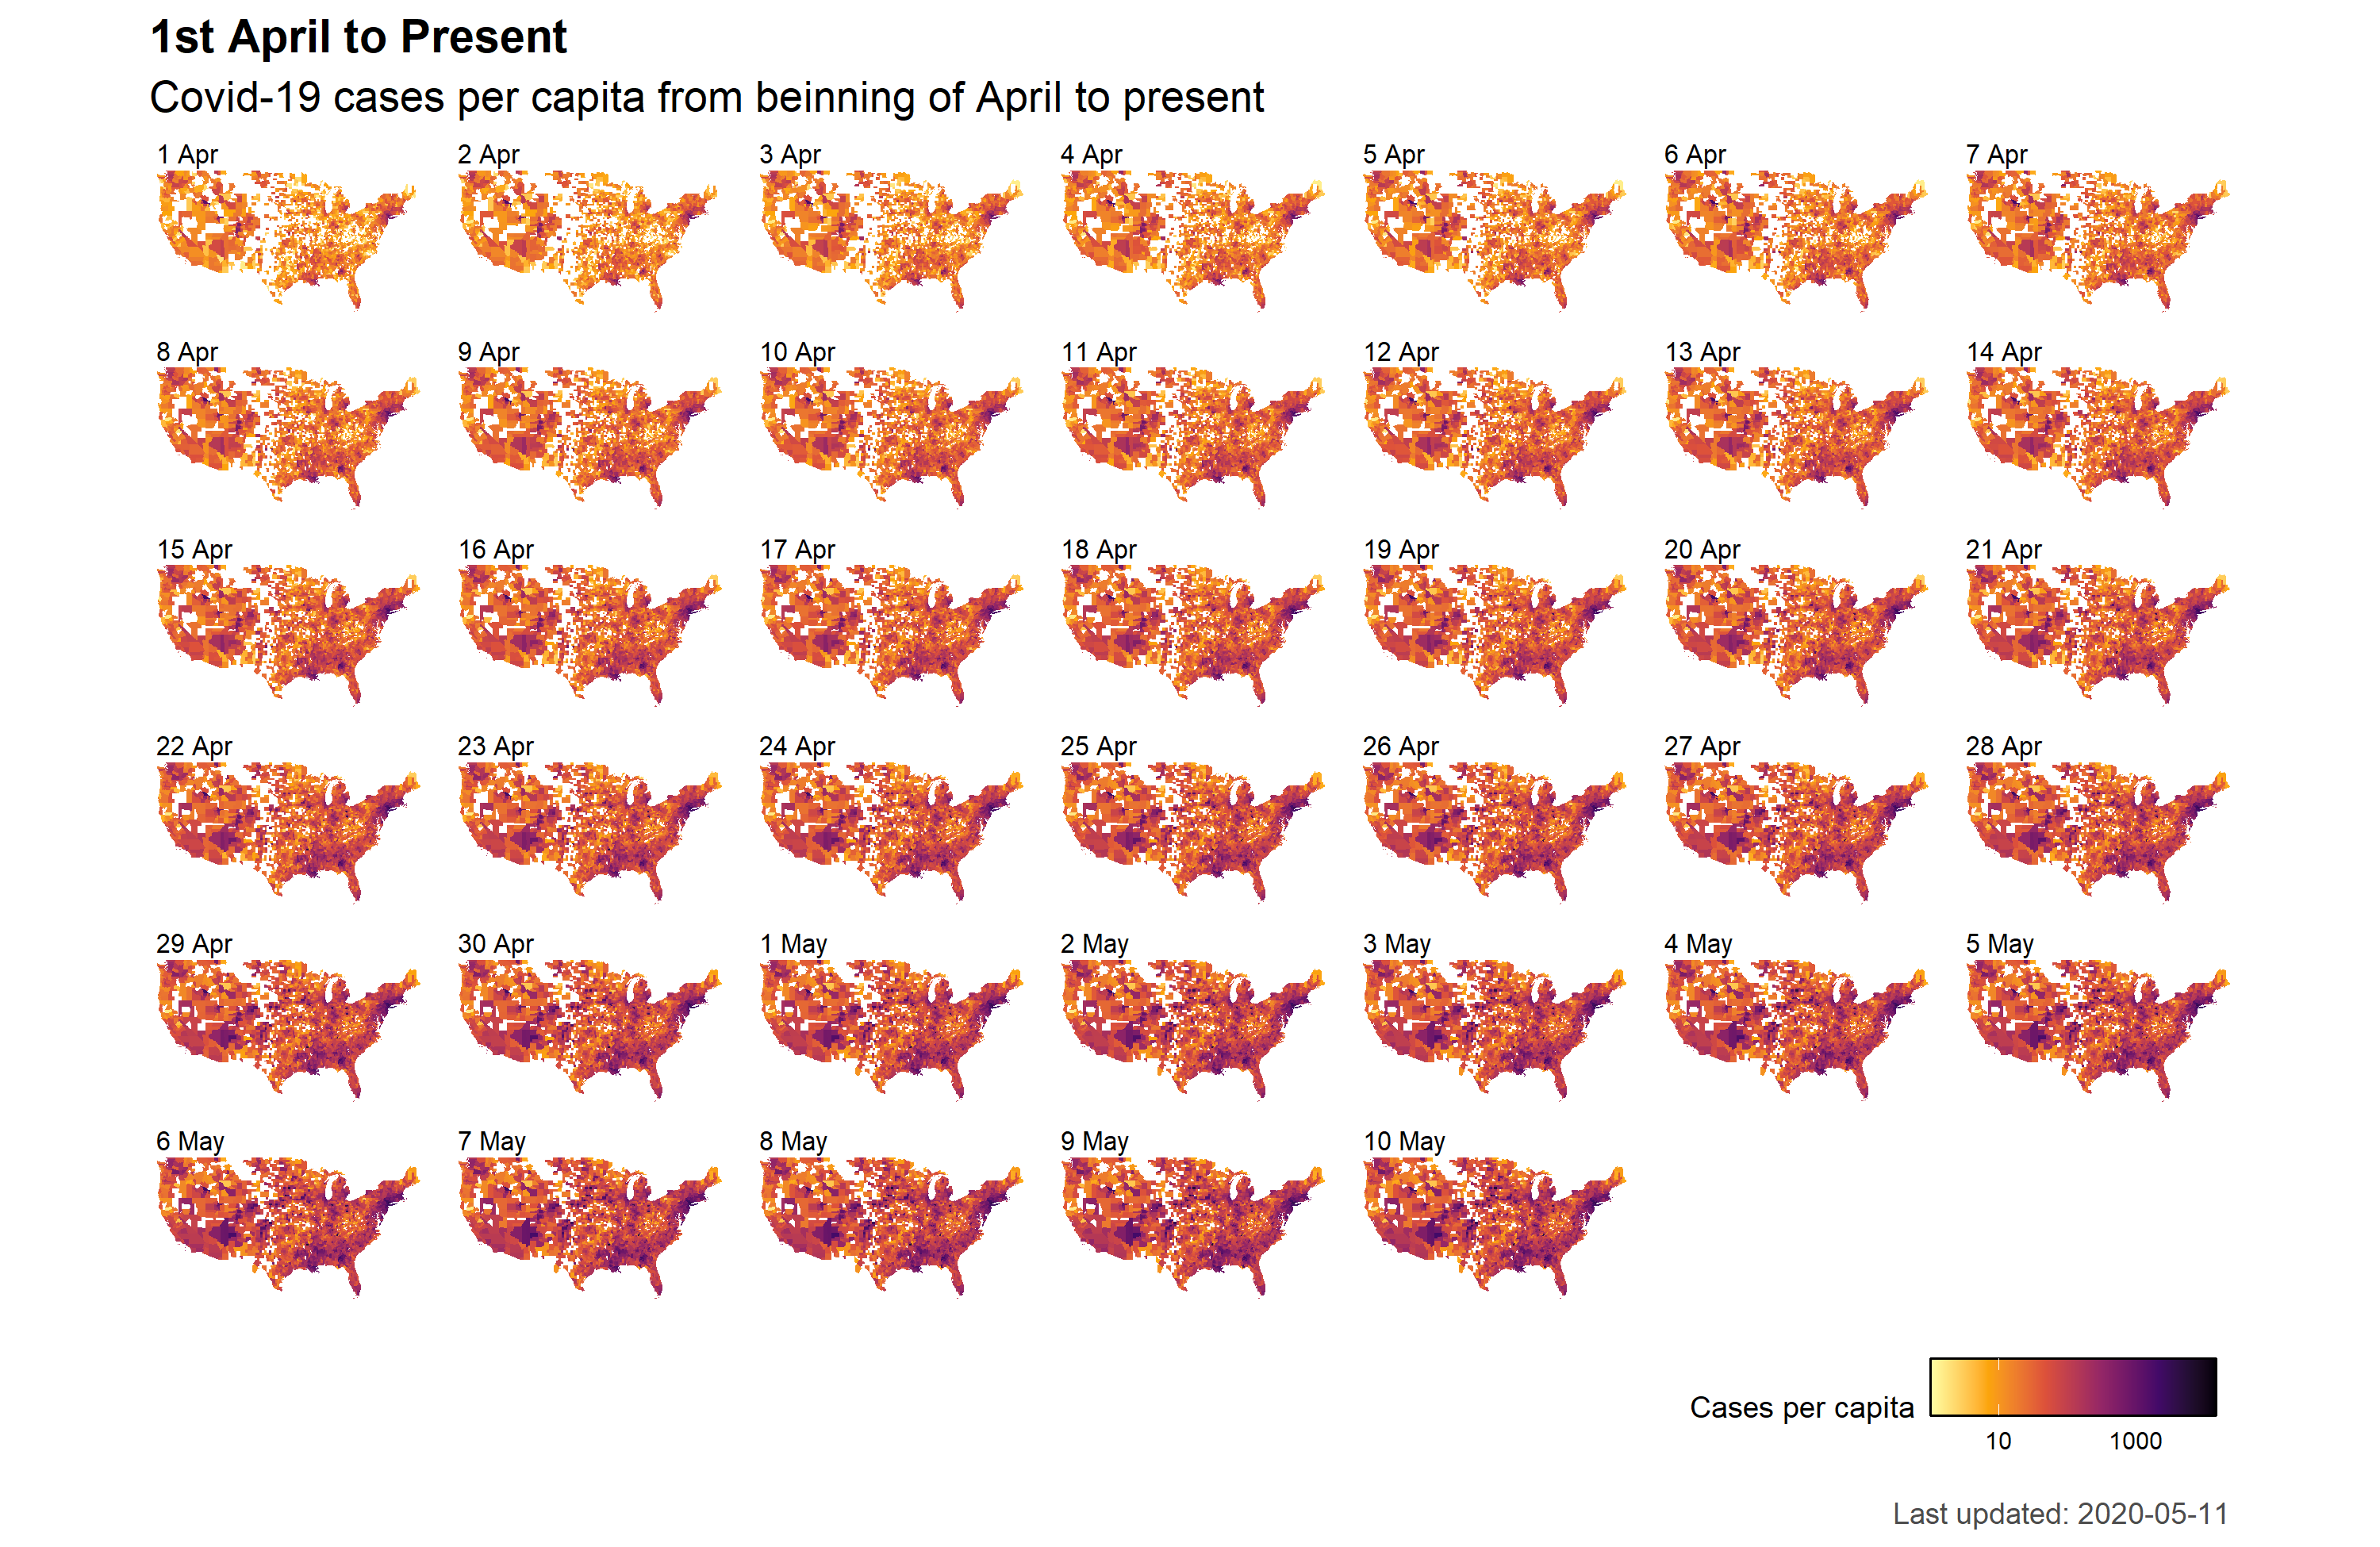 1st April to Present
Covid-19 cases per capita from beinning of April to present
1 Apr
2 Apr
3 Apr
4 Apr
5 Apr
6 Apr
7 Apr
8 Apr
9 Apr
10 Apr
11 Apr
12 Apr
13 Apr
14 Apr
15 Apr
16 Apr
17 Apr
18 Apr
19 Apr
20 Apr
21 Apr
22 Apr
23 Apr
24 Apr
25 Apr
26 Apr
27 Apr
28 Apr
29 Apr
30 Apr
1 May
2 May
3 May
4 May
5 May
6 May
7 May
8 May
9 May
10 May
Cases per capita
10
1000
Last updated: 2020-05-11